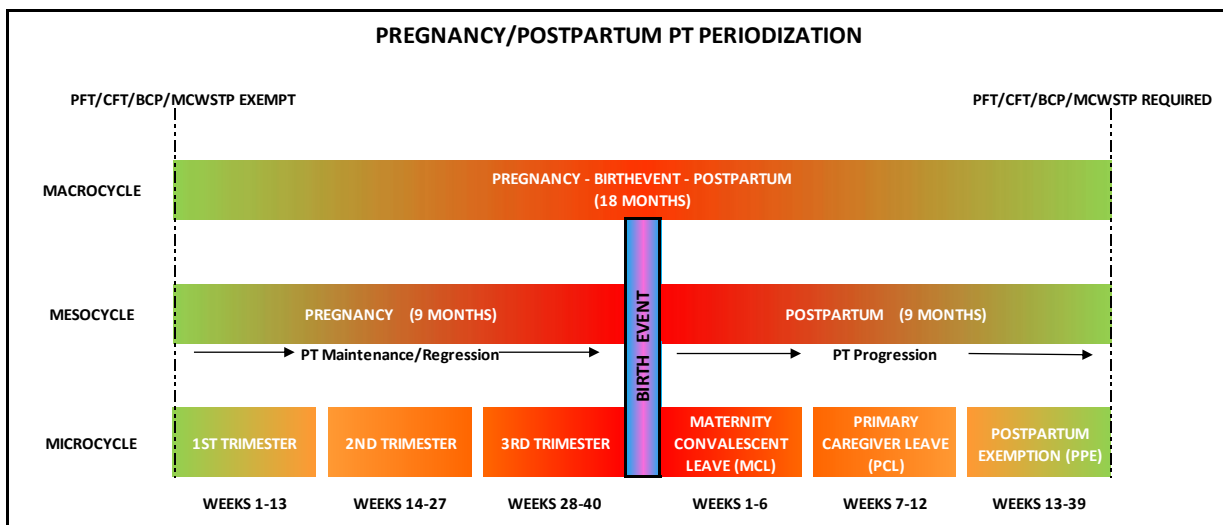 PREGNANCY/POSTPARTUM PT PERIODIZATION
PFT/CFT/BCP/MCWSTP EXEMPT
PFT/CFT/BCP/MCWSTP REQUIRED
MACROCYCLE
PREGNANCY - BIRTHEVENT - POSTPARTUM
(18 MONTHS)
MESOCYCLE
PREGNANCY (9 MONTHS)
BIRTH EVENT
POSTPARTUM (9 MONTHS)
PT Maintenance/Regression
PT Progression
MICROCYCLE
1ST TRIMESTER
2ND TRIMESTER
3RD TRIMESTER
MATERNITY
CONVALESCENT
LEAVE (MCL)
PRIMARY
CAREGIVER LEAVE
(PCL)
POSTPARTUM
EXEMPTION (PPE)
WEEKS 1-13
WEEKS 14-27
WEEKS 28-40
WEEKS 1-6
WEEKS 7-12
WEEKS 13-39